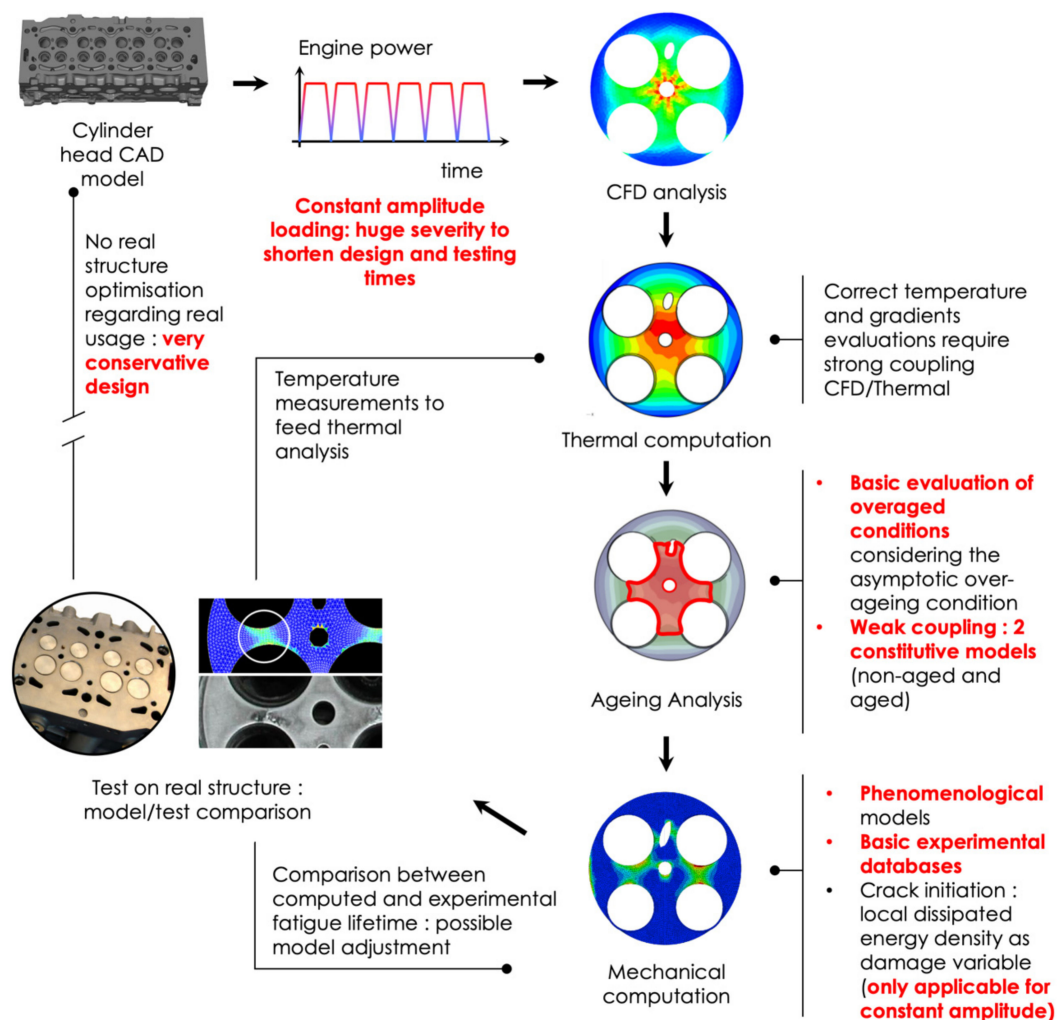 Engine power
time
Cylinder
head CAD
model
CFD analysis
Constant amplitude
loading: huge severity to
shorten design and testing
times
No real
structure
optimisation
regarding real
usage : very
conservative
design
Correct temperature
and gradients
evaluations require
strong coupling
CFD/Thermal
Temperature
measurements to
feed thermal
analysis
Thermal computation
• Basic evaluation of
overaged
conditions
considering the
asymptotic over-
ageing condition
• Weak coupling : 2
constitutive models
(non-aged and
aged)
Ageing Analysis
Test on real structure :
model/test comparison
• Phenomenological
models
• Basic experimental
databases
• Crack initiation :
local dissipated
energy density as
damage variable
(only applicable for
constant amplitude)
Comparison between
computed and experimental
fatigue lifetime : possible
model adjustment
Mechanical
computation